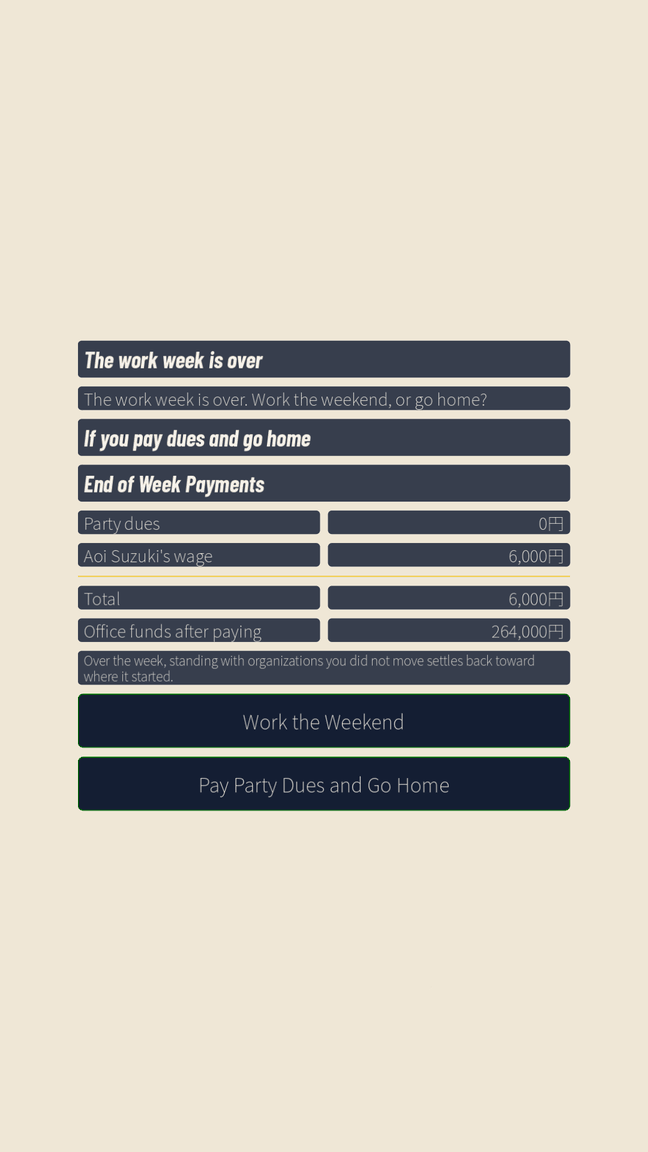 The work week is over
The work week is over. Work the weekend, or go home?
If you pay dues and go home
End of Week Payments
Party dues 0円
Aoi Suzuki's wage 6,000円
Total 6,000円
Office funds after paying 264,000円
Over the week, standing with organizations you did not move settles back toward
where it started.
Work the Weekend
Pay Party Dues and Go Home